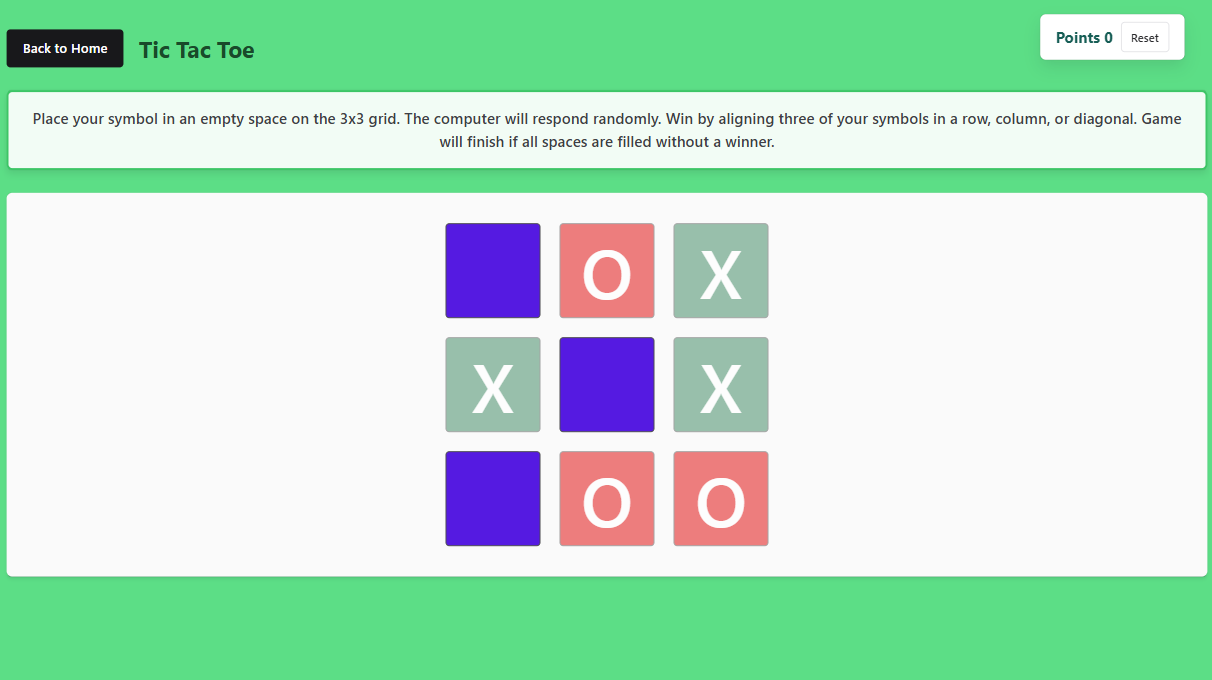 Back to Home
Tic Tac Toe
Points 0
Reset
Place your symbol in an empty space on the 3x3 grid. The computer will respond randomly. Win by aligning three of your symbols in a row, column, or diagonal. Game
will finish if all spaces are filled without a winner.
O X
X X
O O